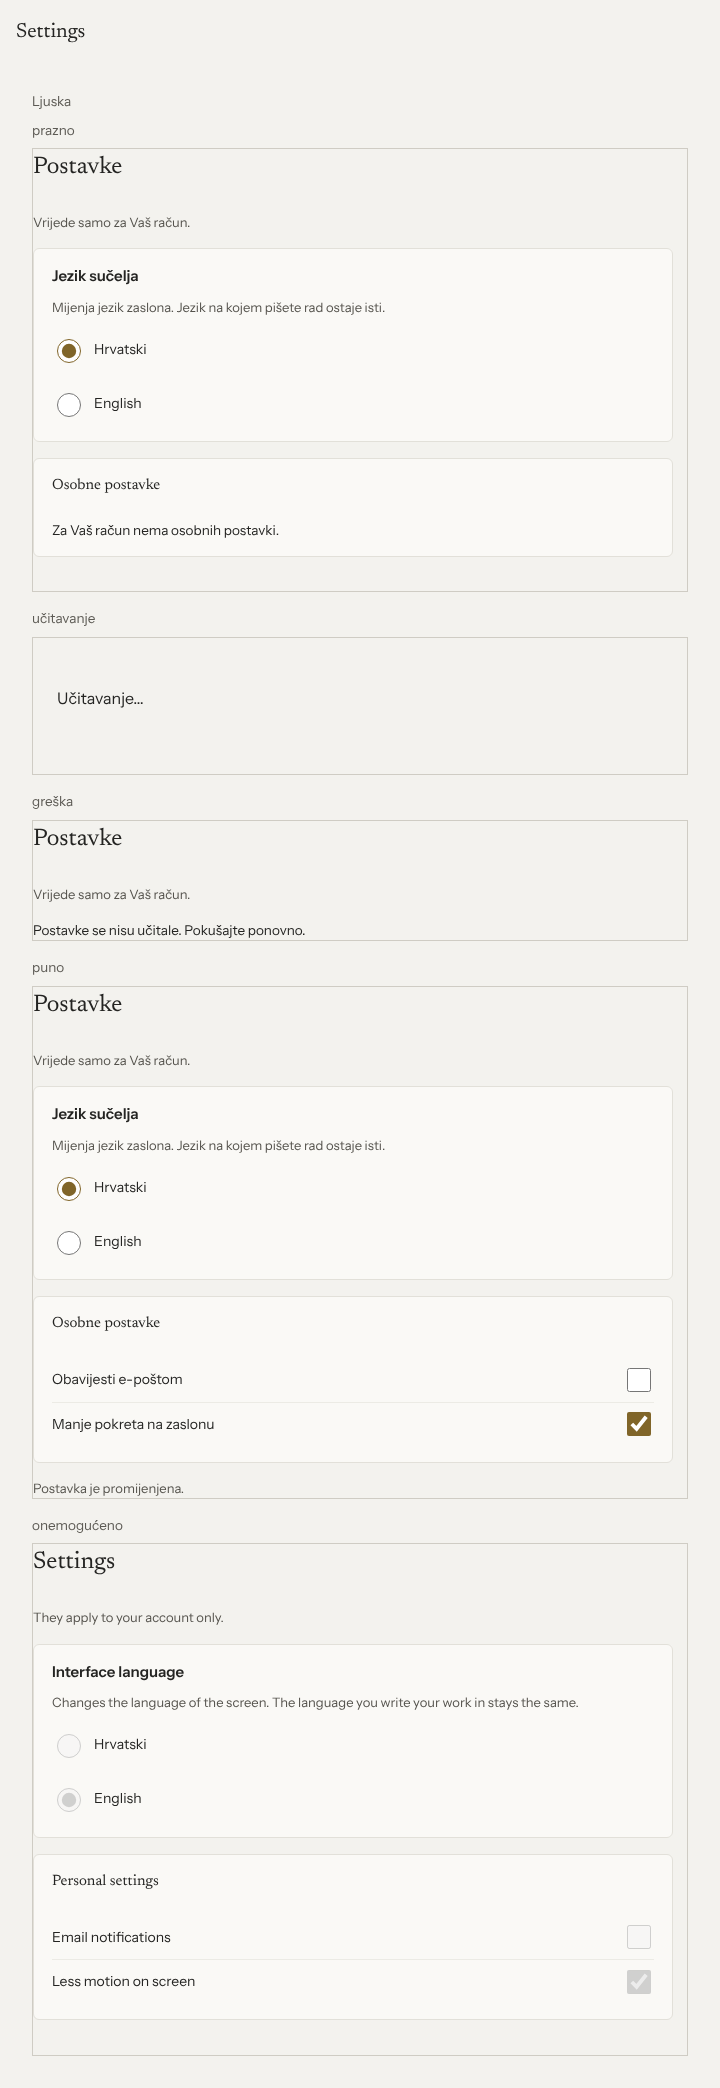 Settings
Ljuska
prazno
Postavke
Vrijede samo za Vaš račun.
Jezik sučelja
Mijenja jezik zaslona. Jezik na kojem pišete rad ostaje isti.
Hrvatski
English
Osobne postavke
Za Vaš račun nema osobnih postavki.
učitavanje
Učitavanje…
greška
Postavke
Vrijede samo za Vaš račun.
Postavke se nisu učitale. Pokušajte ponovno.
puno
Postavke
Vrijede samo za Vaš račun.
Jezik sučelja
Mijenja jezik zaslona. Jezik na kojem pišete rad ostaje isti.
Hrvatski
English
Osobne postavke
Obavijesti e-poštom
Manje pokreta na zaslonu
Postavka je promijenjena.
onemogućeno
Settings
They apply to your account only.
Interface language
Changes the language of the screen. The language you write your work in stays the same.
Hrvatski
English
Personal settings
Email notifications
Less motion on screen